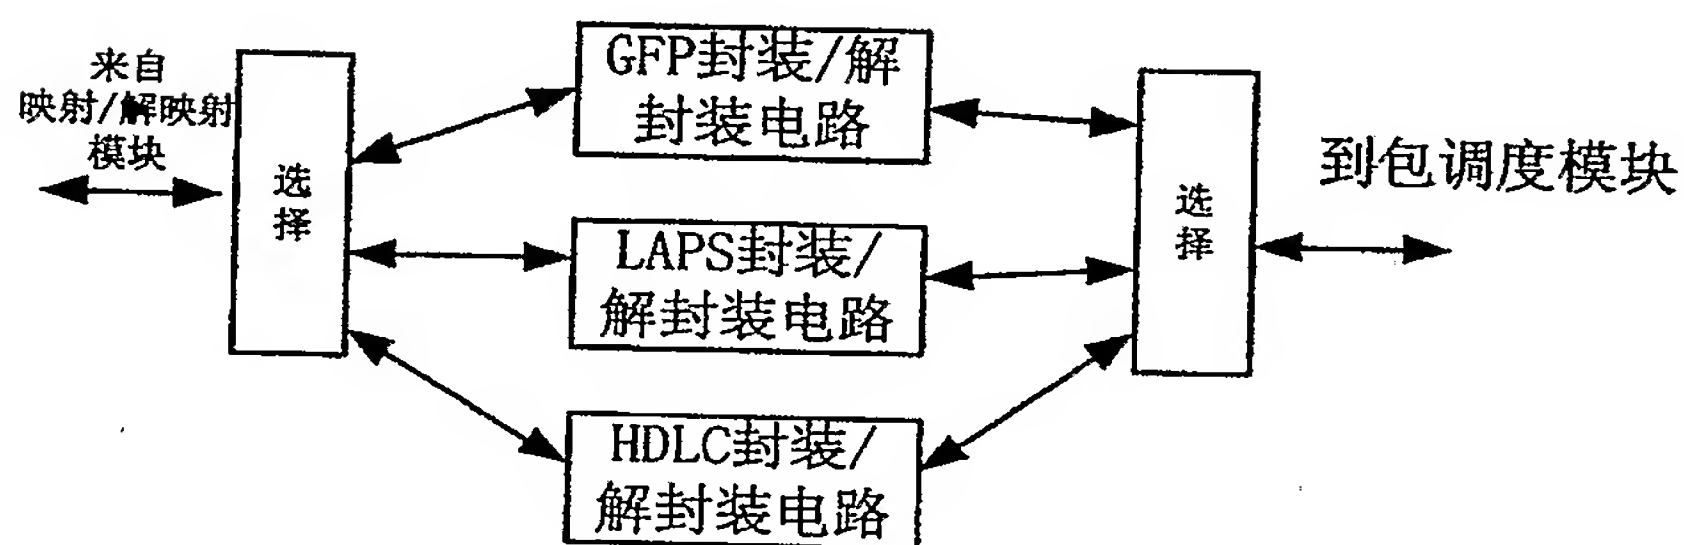 来自
映射/解映射
模块
选
择
GFP封装/解
封装电路
LAPS封装/
解封装电路
HDLC封装/
解封装电路
选
择
到包调度模块